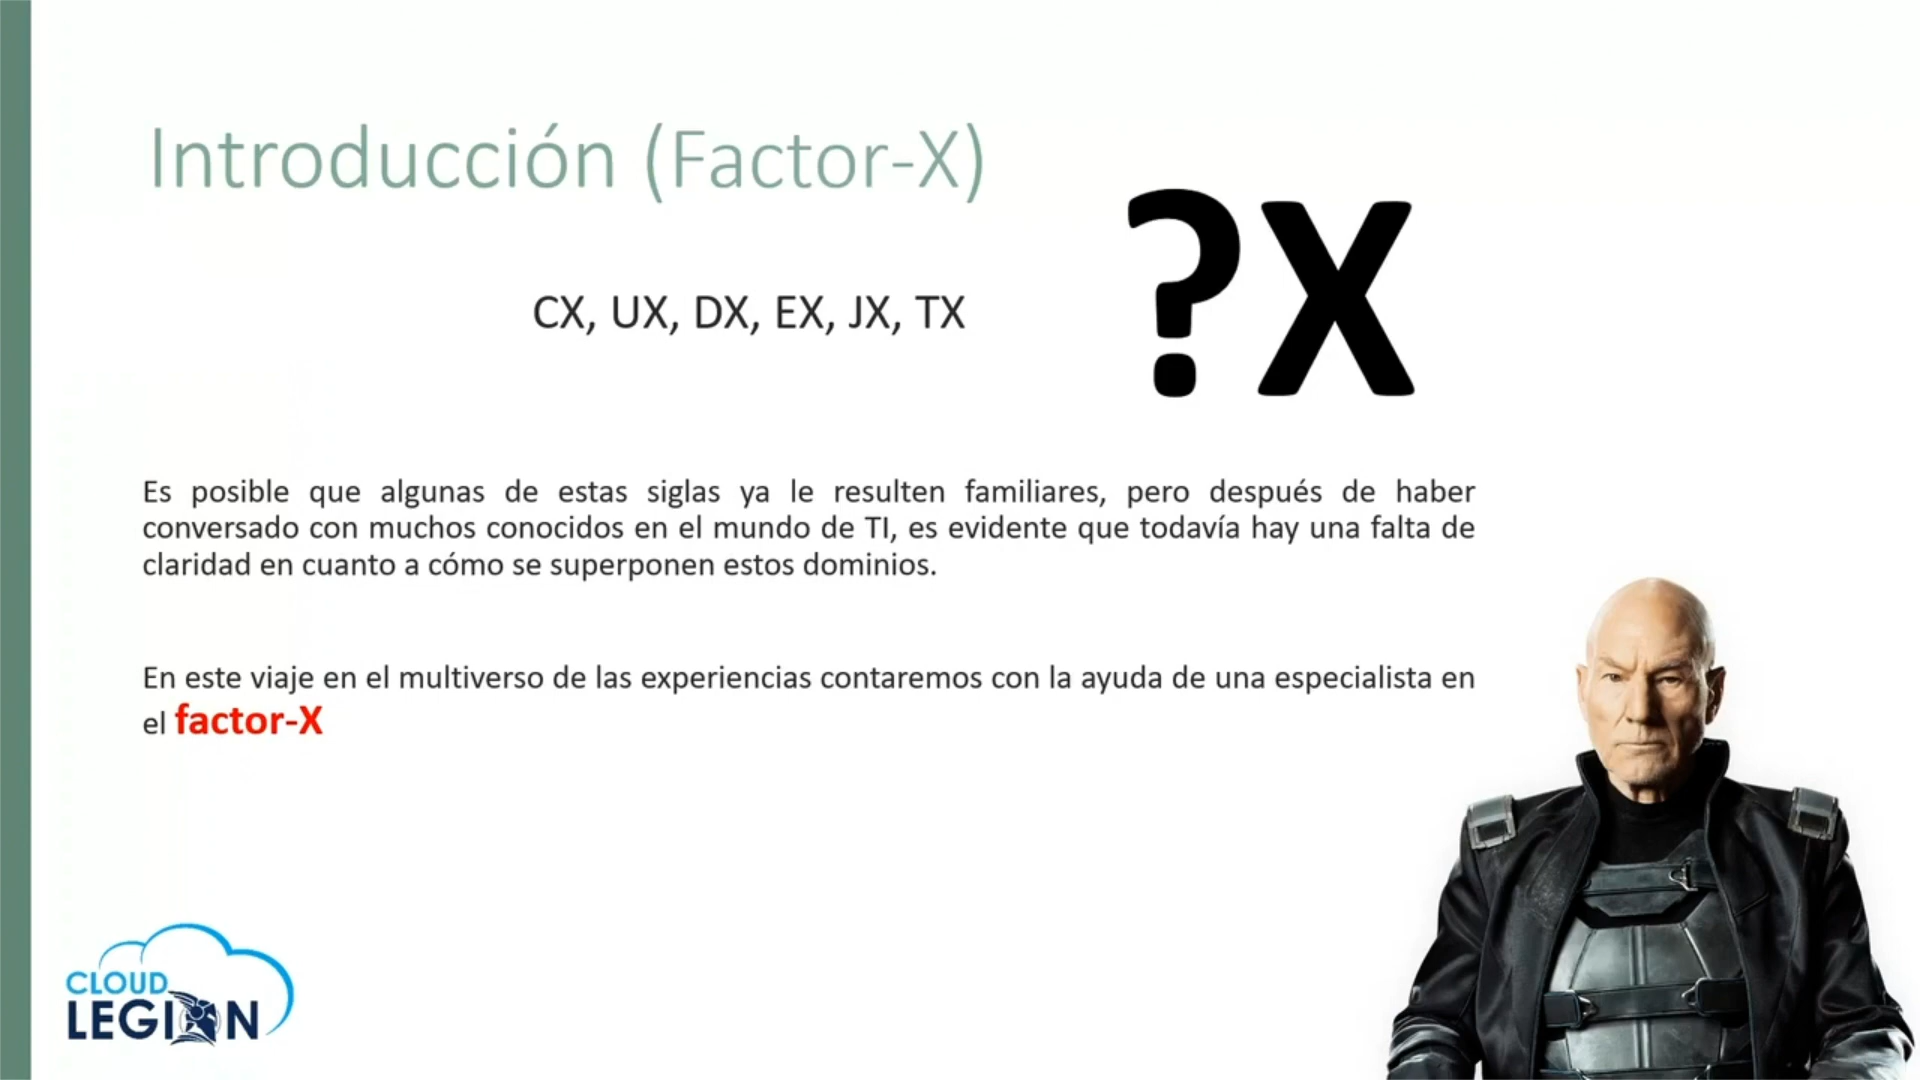 Introducción (Factor-X)
?X
CX, UX, DX, EX, JX, TX
Es posible que algunas de estas siglas ya le resulten familiares, pero después de haber
conversado con muchos conocidos en el mundo de TI, es evidente que todavía hay una falta de
claridad en cuanto a cómo se superponen estos dominios.
En este viaje en el multiverso de las experiencias contaremos con la ayuda de una especialista en
el factor-X
CLOUD
LEGION